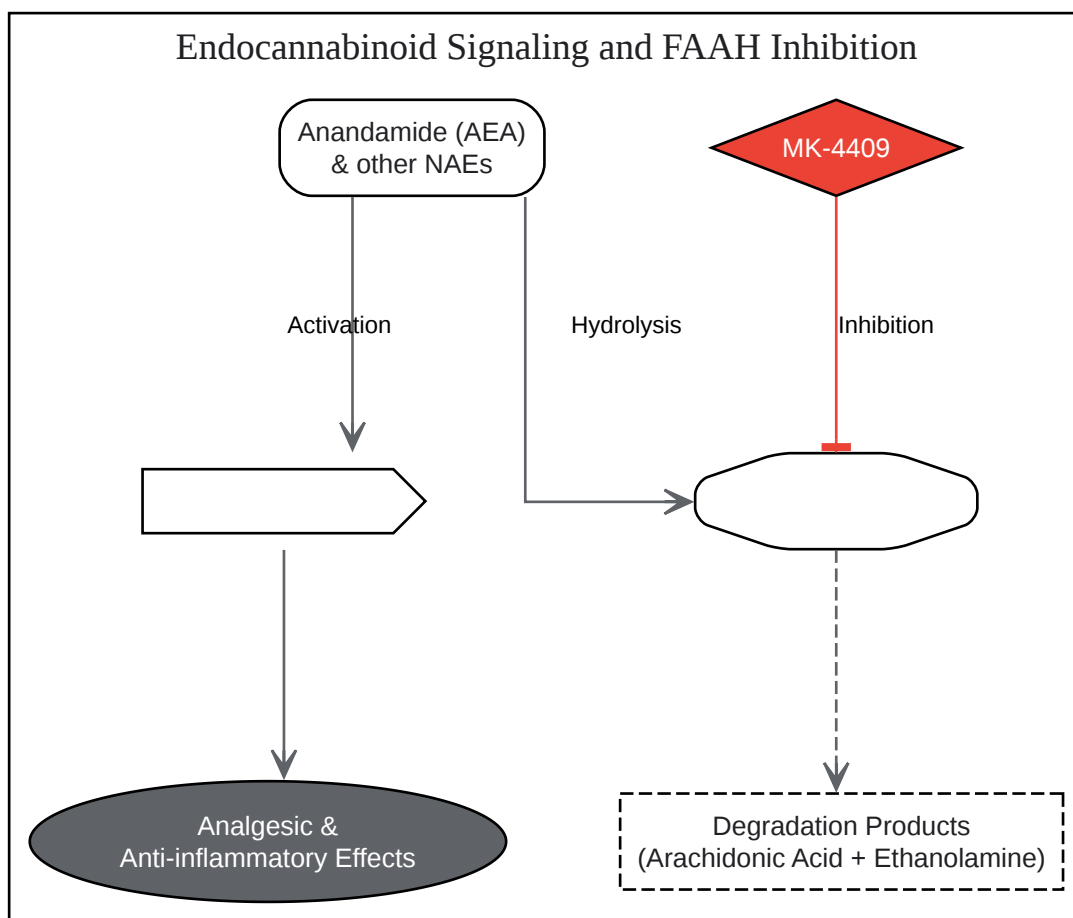 Endocannabinoid Signaling and FAAH Inhibition
Anandamide (AEA)
& other NAEs
MK-4409
Activation
Hydrolysis
Inhibition
Analgesic &
Anti-inflammatory Effects
Degradation Products
(Arachidonic Acid + Ethanolamine)